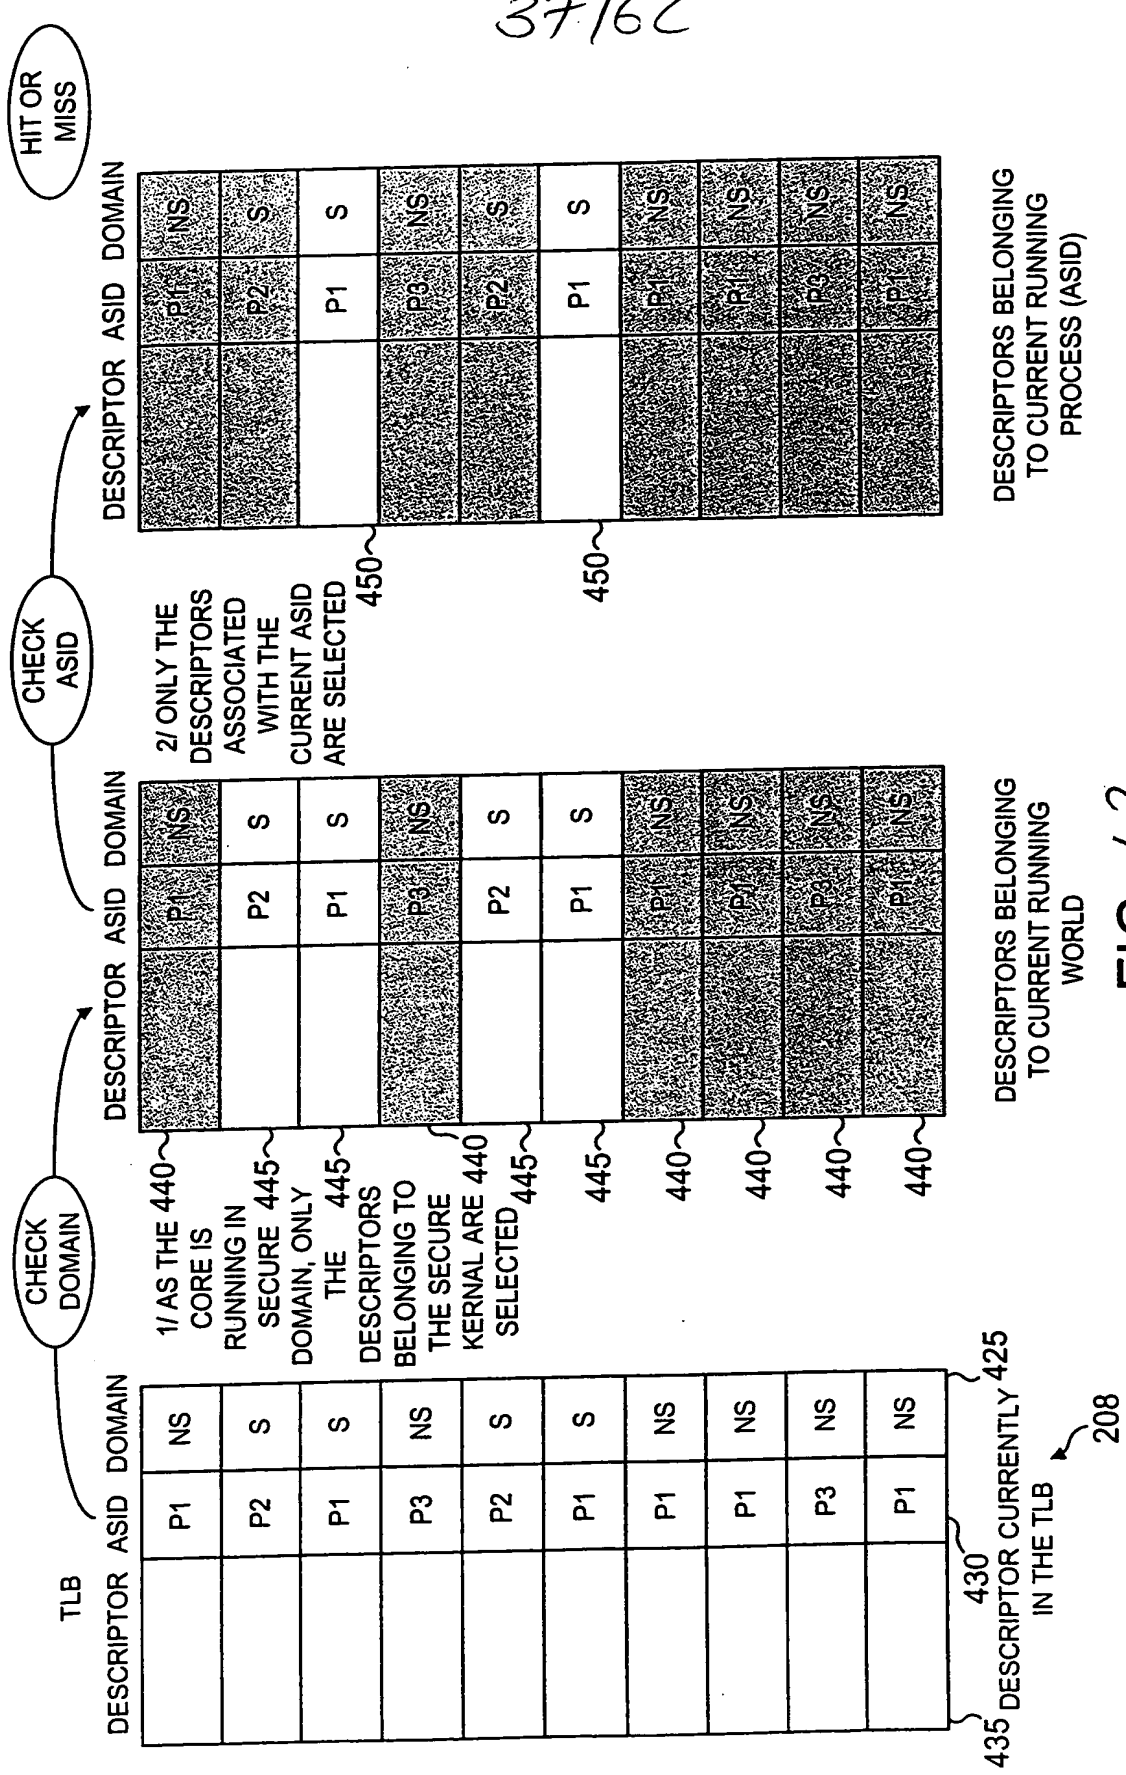 37/62
TLB
DESCRIPTOR ASID DOMAIN
P1 NS
P2 S
P1 S
P3 NS
P2 S
P1 S
P1 NS
P1 NS
P3 NS
P1 NS
435
430
425
DESCRIPTOR CURRENTLY
IN THE TLB
208
CHECK
DOMAIN
1/ AS THE
CORE IS
RUNNING IN
SECURE
DOMAIN, ONLY
THE
DESCRIPTORS
BELONGING TO
THE SECURE
KERNAL ARE
SELECTED
440
445
445
440
445
445
440
440
440
440
DESCRIPTOR ASID DOMAIN
P1 NS
P2 S
P1 S
P3 NS
P2 S
P1 S
P1 NS
P1 NS
P3 NS
P1 NS
DESCRIPTORS BELONGING
TO CURRENT RUNNING
WORLD
CHECK
ASID
2/ ONLY THE
DESCRIPTORS
ASSOCIATED
WITH THE
CURRENT ASID
ARE SELECTED
450
450
DESCRIPTOR ASID DOMAIN
P1 NS
P2 S
P1 S
P3 NS
P2 S
P1 S
P1 NS
P1 NS
P3 NS
P1 NS
DESCRIPTORS BELONGING
TO CURRENT RUNNING
PROCESS (ASID)
HIT OR
MISS